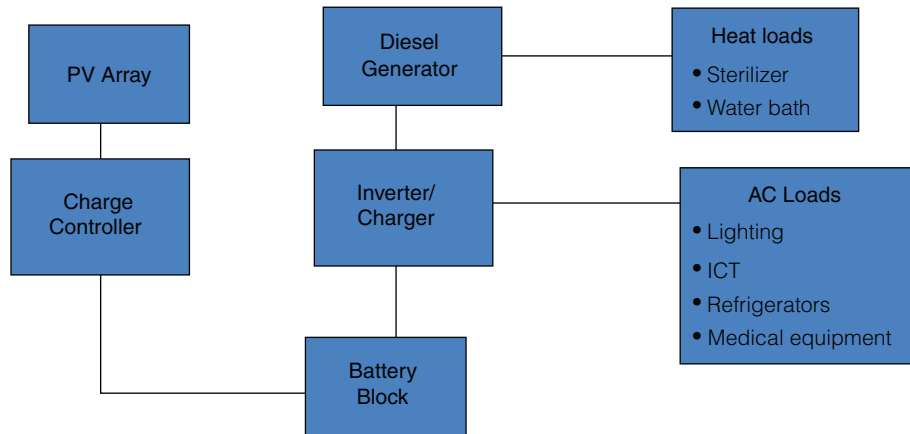 PV Array
Charge
Controller
Diesel
Generator
Inverter/
Charger
Battery
Block
Heat loads
• Sterilizer
• Water bath
AC Loads
• Lighting
• ICT
• Refrigerators
• Medical equipment